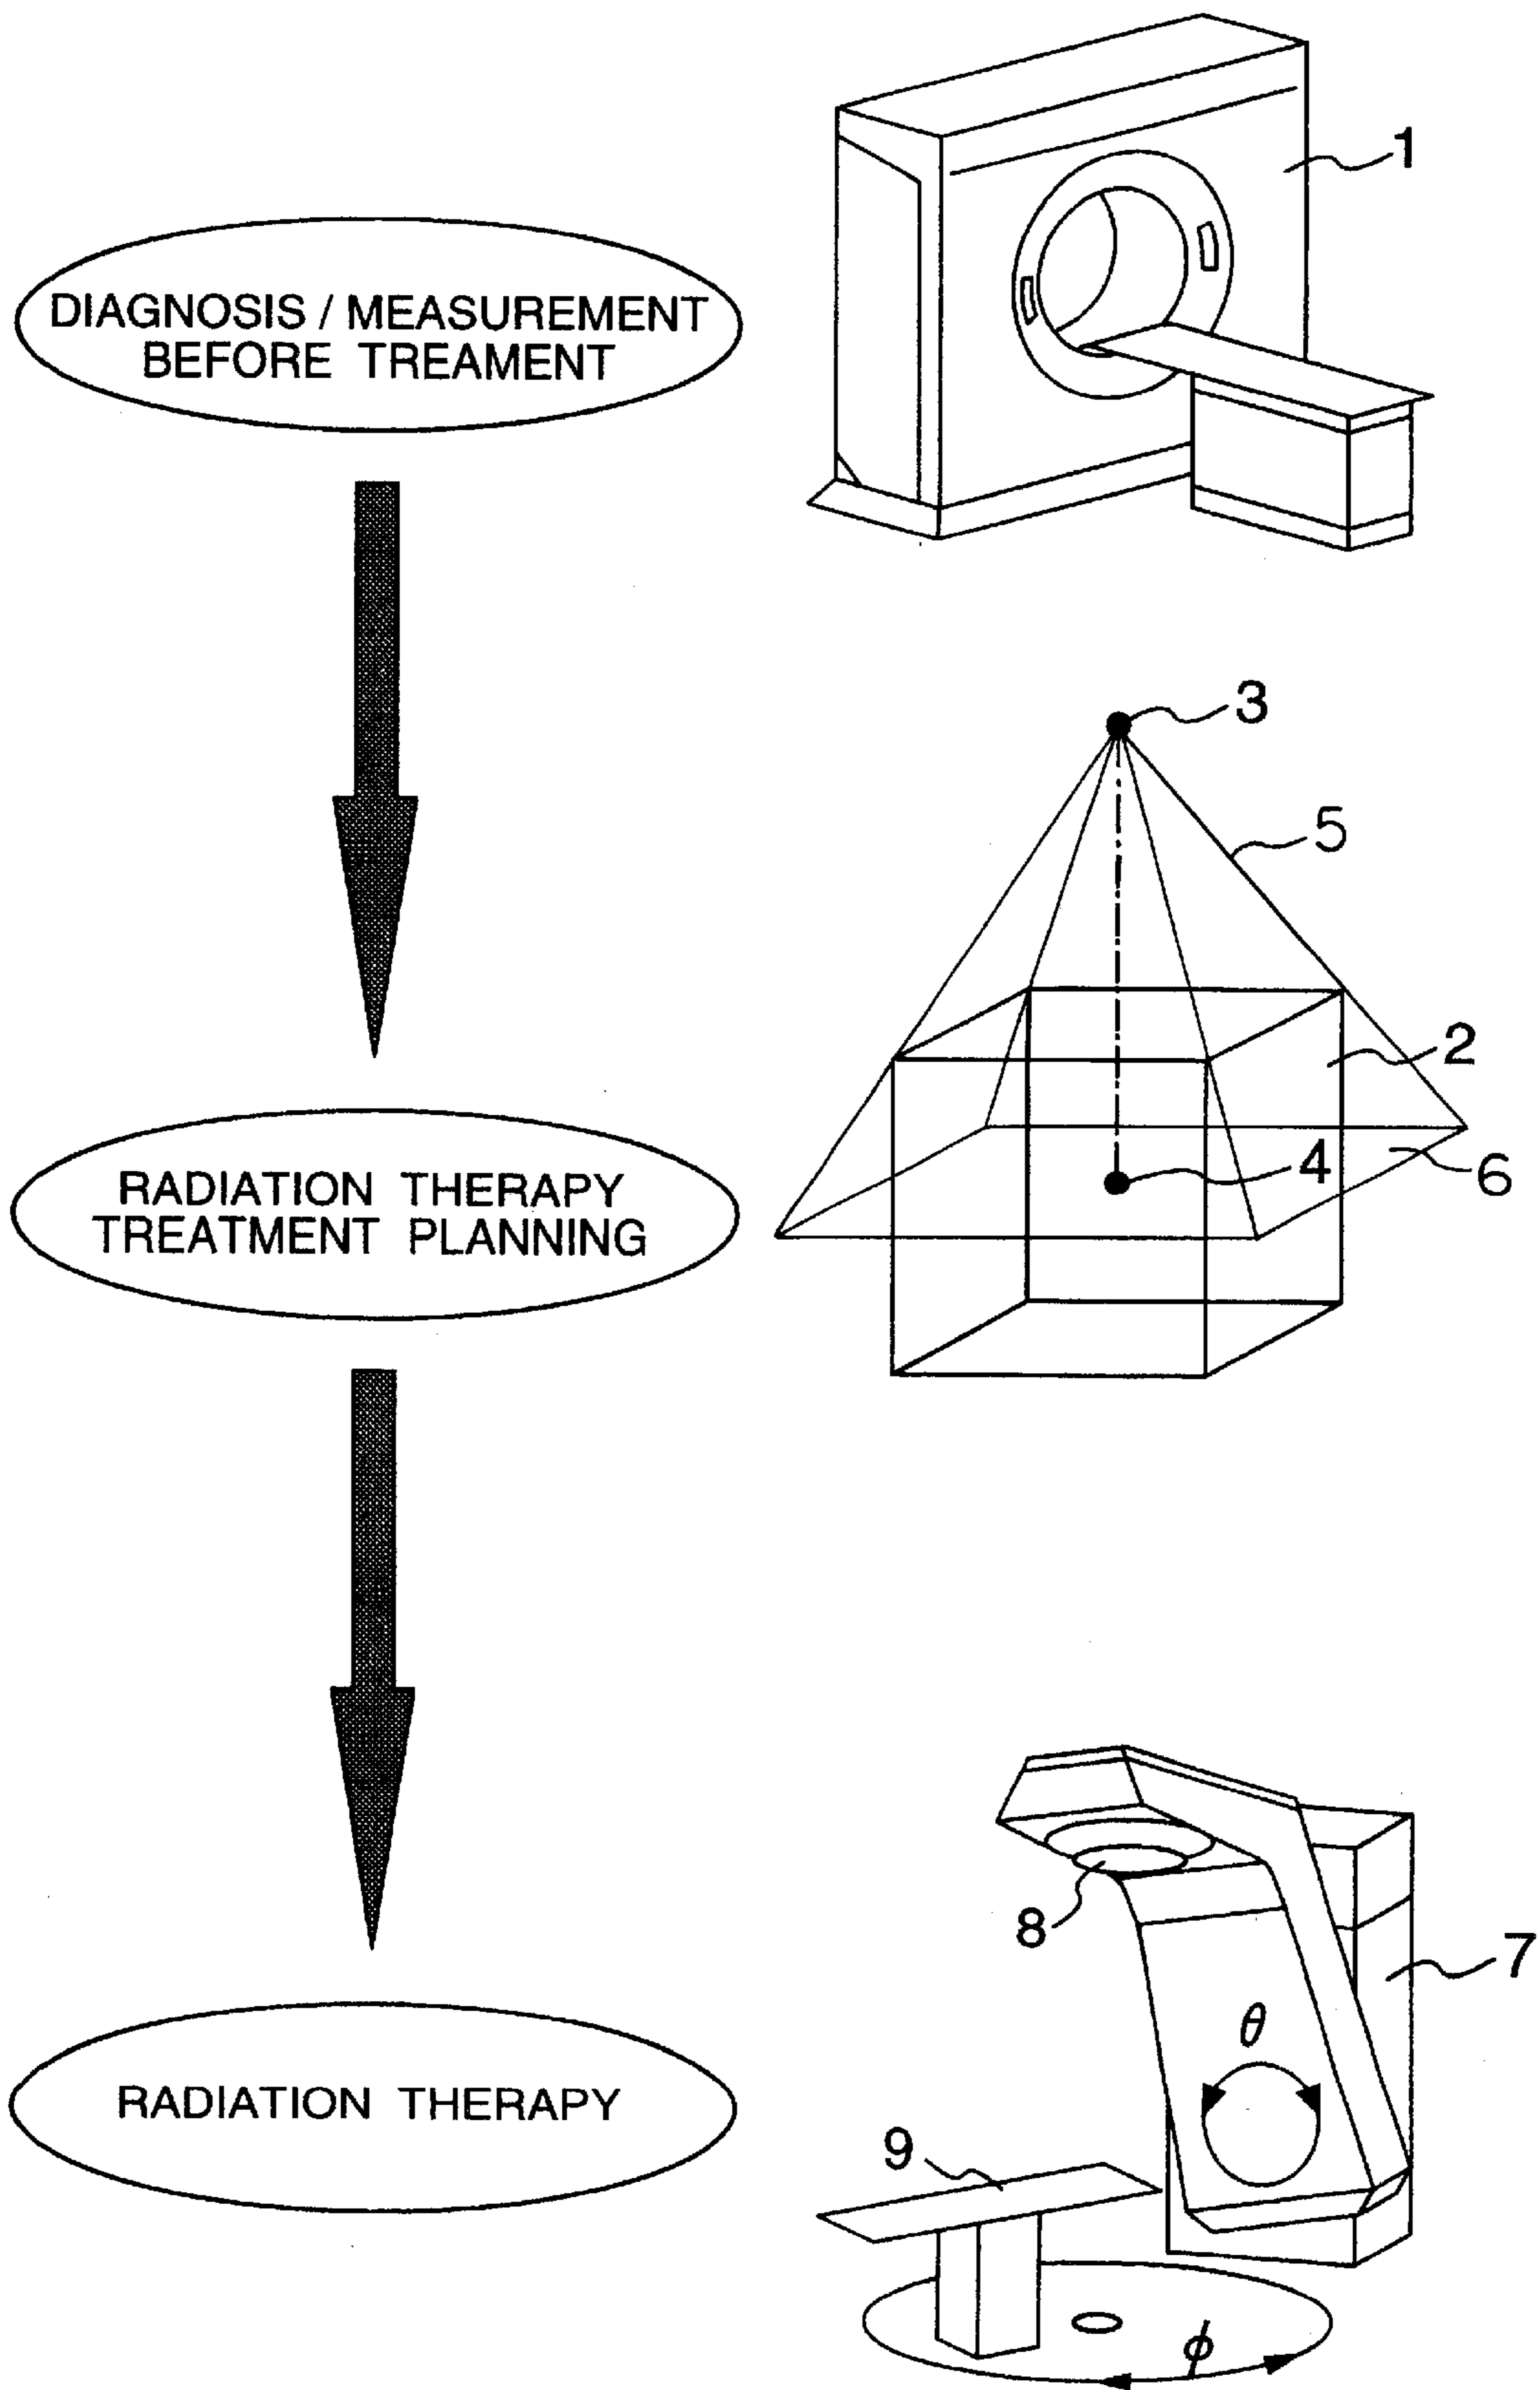 1
DIAGNOSIS / MEASUREMENT
BEFORE TREAMENT
3
5
2
4
6
RADIATION THERAPY
TREATMENT PLANNING
8
7
θ
RADIATION THERAPY
9
ϕ